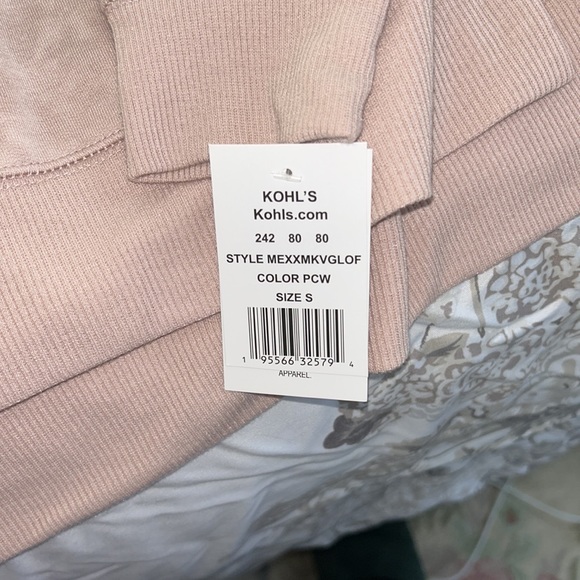 KOHL'S
Kohls.com
242 80 80
STYLE MEXXMKVGLOF
COLOR PCW
SIZE S
1 95566 32579 4
APPAREL